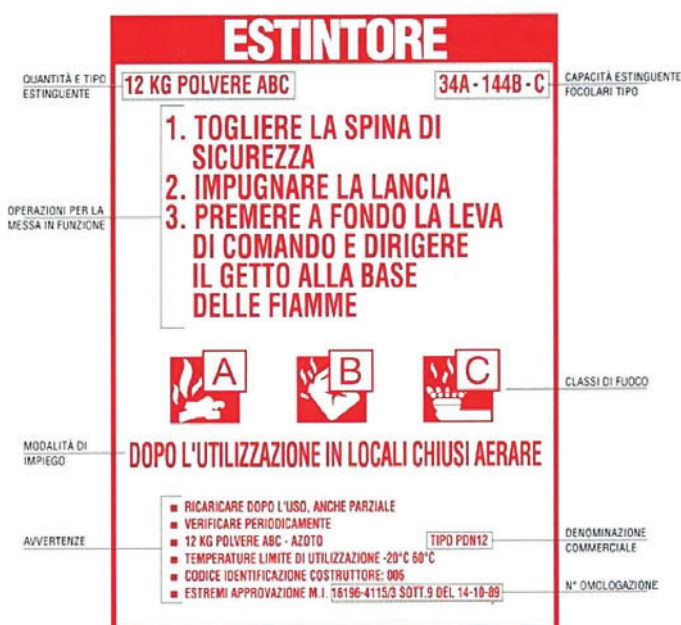 ESTINTORE
QUANTITÀ E TIPO
ESTINGUENTE
12 KG POLVERE ABC
34A - 144B - C
CAPACITÀ ESTINGUENTE
FOCOLARI TIPO
OPERAZIONI PER LA
MESSA IN FUNZIONE
1. TOGLIERE LA SPINA DI
SICUREZZA
2. IMPUGNARE LA LANCIA
3. PREMERE A FONDO LA LEVA
DI COMANDO E DIRIGERE
IL GETTO ALLA BASE
DELLE FIAMME
A
B
C
CLASSI DI FUOCO
MODALITÀ DI
IMPIEGO
DOPO L'UTILIZZAZIONE IN LOCALI CHIUSI AERARE
AVVERTENZE
RICARICARE DOPO L'USO, ANCHE PARZIALE
VERIFICARE PERIODICAMENTE
12 KG POLVERE ABC - AZOTO
TIPO PDN12
DENOMINAZIONE
COMMERCIALE
TEMPERATURE LIMITE DI UTILIZZAZIONE -20°C 60°C
CODICE IDENTIFICAZIONE COSTRUTTORE: 006
ESTREMI APPROVAZIONE M.I. 16196-4115/3 SOTT.9 DEL 14-10-89
N° OMOLOGAZIONE